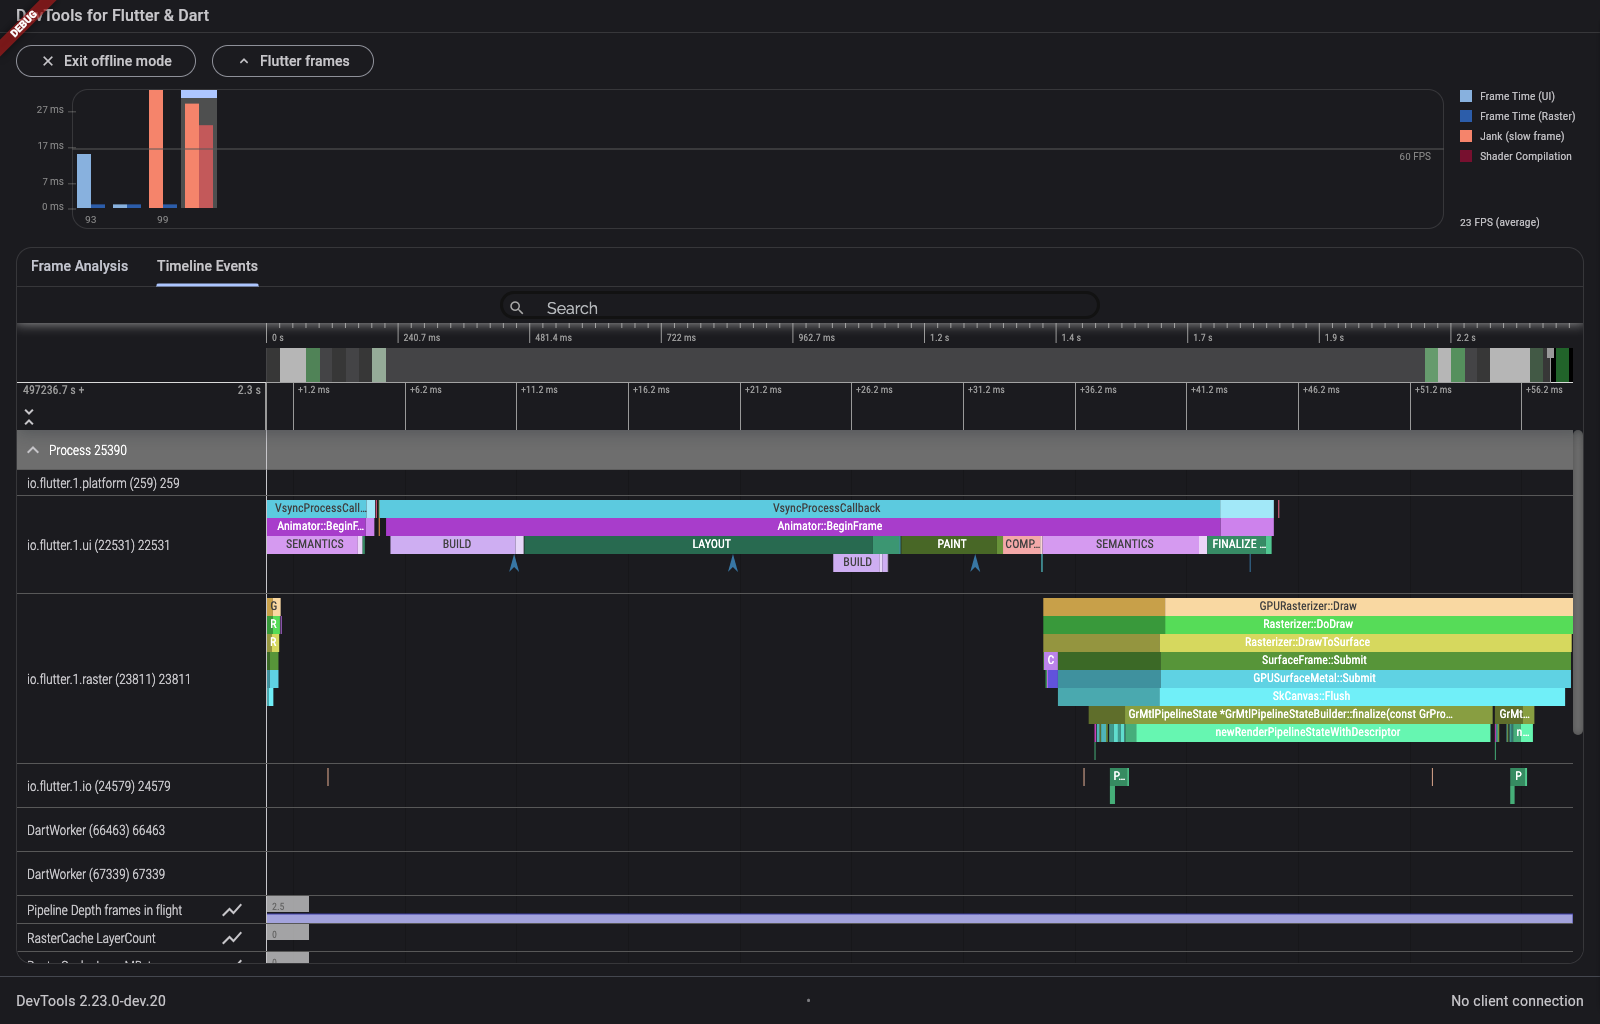 DevTools for Flutter & Dart
DEBUG
Exit offline mode
Flutter frames
27 ms
17 ms
7 ms
0 ms
93
99
60 FPS
Frame Time (UI)
Frame Time (Raster)
Jank (slow frame)
Shader Compilation
23 FPS (average)
Frame Analysis
Timeline Events
Search
0 s 240.7 ms 481.4 ms 722 ms 962.7 ms 1.2 s 1.4 s 1.7 s 1.9 s 2.2 s
497236.7 s + 2.3 s
+1.2 ms +6.2 ms +11.2 ms +16.2 ms +21.2 ms +26.2 ms +31.2 ms +36.2 ms +41.2 ms +46.2 ms +51.2 ms +56.2 ms
Process 25390
io.flutter.1.platform (259) 259
io.flutter.1.ui (22531) 22531
VsyncProcessCall... VsyncProcessCallback
Animator::BeginF... Animator::BeginFrame
SEMANTICS BUILD LAYOUT PAINT COMP... SEMANTICS FINALIZE ...
BUILD
io.flutter.1.raster (23811) 23811
G GPURasterizer::Draw
R Rasterizer::DoDraw
R Rasterizer::DrawToSurface
C SurfaceFrame::Submit
GPUSurfaceMetal::Submit
SkCanvas::Flush
GrMtlPipelineState *GrMtlPipelineStateBuilder::finalize(const GrPro... GrMt...
newRenderPipelineStateWithDescriptor n...
io.flutter.1.io (24579) 24579
P... P
DartWorker (66463) 66463
DartWorker (67339) 67339
Pipeline Depth frames in flight 2.5
RasterCache LayerCount 0
DevTools 2.23.0-dev.20
No client connection